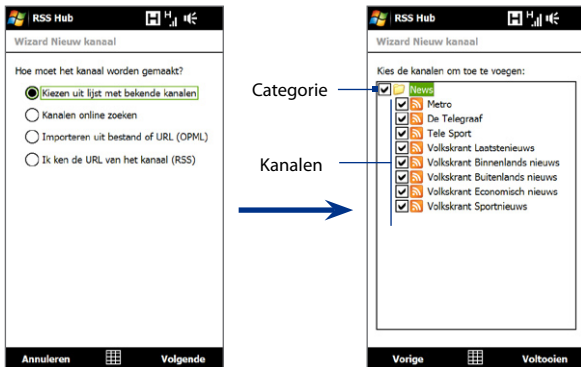 RSS Hub
Wizard Nieuw kanaal
Hoe moet het kanaal worden gemaakt?
Kiezen uit lijst met bekende kanalen
Kanalen online zoeken
Importeren uit bestand of URL (OPML)
Ik ken de URL van het kanaal (RSS)
Annuleren
Volgende
Categorie
Kanalen
RSS Hub
Wizard Nieuw kanaal
Kies de kanalen om toe te voegen:
News
Metro
De Telegraaf
Tele Sport
Volkskrant Laatstenieuws
Volkskrant Binnenlands nieuws
Volkskrant Buitenlands nieuws
Volkskrant Economisch nieuws
Volkskrant Sportnieuws
Vorige
Voltooien